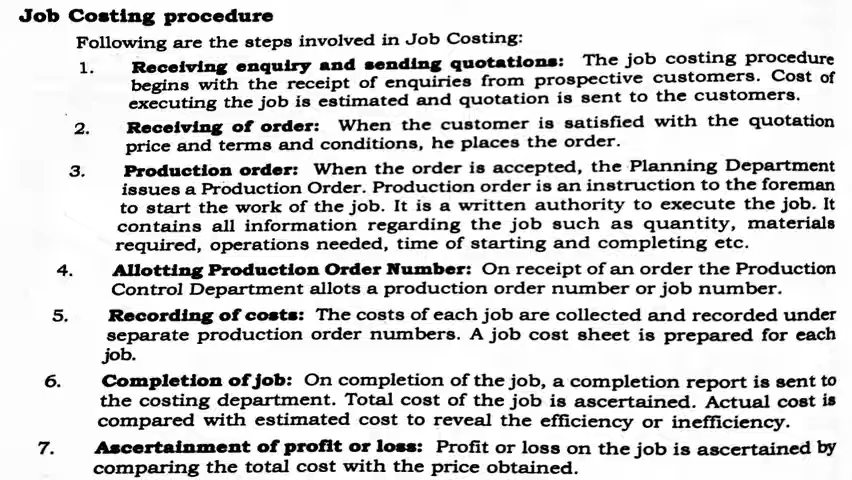 Job Costing procedure
Following are the steps involved in Job Costing:
1. Receiving enquiry and sending quotations: The job costing procedure
begins with the receipt of enquiries from prospective customers. Cost of
executing the job is estimated and quotation is sent to the customers.
2. Receiving of order: When the customer is satisfied with the quotation
price and terms and conditions, he places the order.
3. Production order: When the order is accepted, the Planning Department
issues a Production Order. Production order is an instruction to the foreman
to start the work of the job. It is a written authority to execute the job. It
contains all information regarding the job such as quantity, materials
required, operations needed, time of starting and completing etc.
4. Allotting Production Order Number: On receipt of an order the Production
Control Department allots a production order number or job number.
5. Recording of costs: The costs of each job are collected and recorded under
separate production order numbers. A job cost sheet is prepared for each
job.
6. Completion of job: On completion of the job, a completion report is sent to
the costing department. Total cost of the job is ascertained. Actual cost is
compared with estimated cost to reveal the efficiency or inefficiency.
7. Ascertainment of profit or loss: Profit or loss on the job is ascertained by
comparing the total cost with the price obtained.